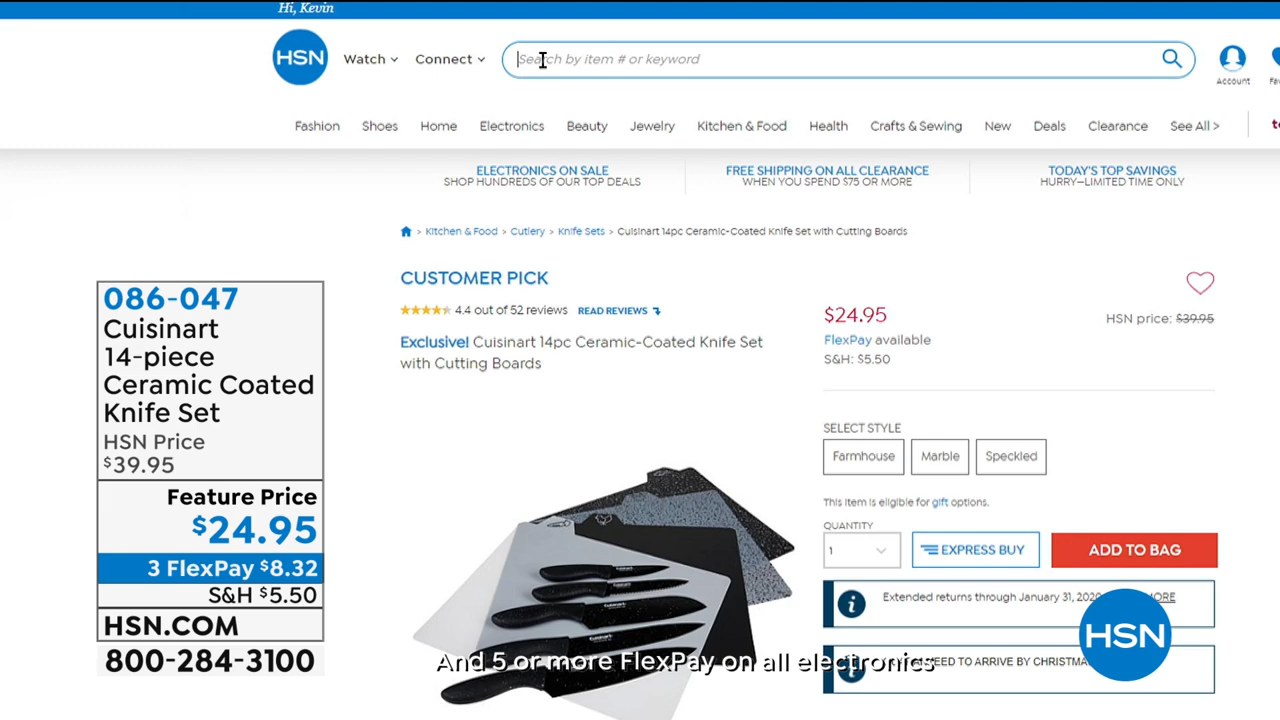 Hi, Kevin
HSN
Watch
Connect
Search by item # or keyword
Account
Fashion
Shoes
Home
Electronics
Beauty
Jewelry
Kitchen & Food
Health
Crafts & Sewing
New
Deals
Clearance
See All >
ELECTRONICS ON SALE
SHOP HUNDREDS OF OUR TOP DEALS
FREE SHIPPING ON ALL CLEARANCE
WHEN YOU SPEND $75 OR MORE
TODAY'S TOP SAVINGS
HURRY—LIMITED TIME ONLY
> Kitchen & Food > Cutlery > Knife Sets > Cuisinart 14pc Ceramic-Coated Knife Set with Cutting Boards
CUSTOMER PICK
4.4 out of 52 reviews READ REVIEWS
Exclusive! Cuisinart 14pc Ceramic-Coated Knife Set
with Cutting Boards
$24.95
HSN price: $39.95
FlexPay available
S&H: $5.50
SELECT STYLE
Farmhouse
Marble
Speckled
This item is eligible for gift options.
QUANTITY
1
EXPRESS BUY
ADD TO BAG
Extended returns through January 31, 2020
NEED TO ARRIVE BY
HSN
086-047
Cuisinart
14-piece
Ceramic Coated
Knife Set
HSN Price
$39.95
Feature Price
$24.95
3 FlexPay $8.32
S&H $5.50
HSN.COM
800-284-3100
And 5 or more FlexPay on all electronics